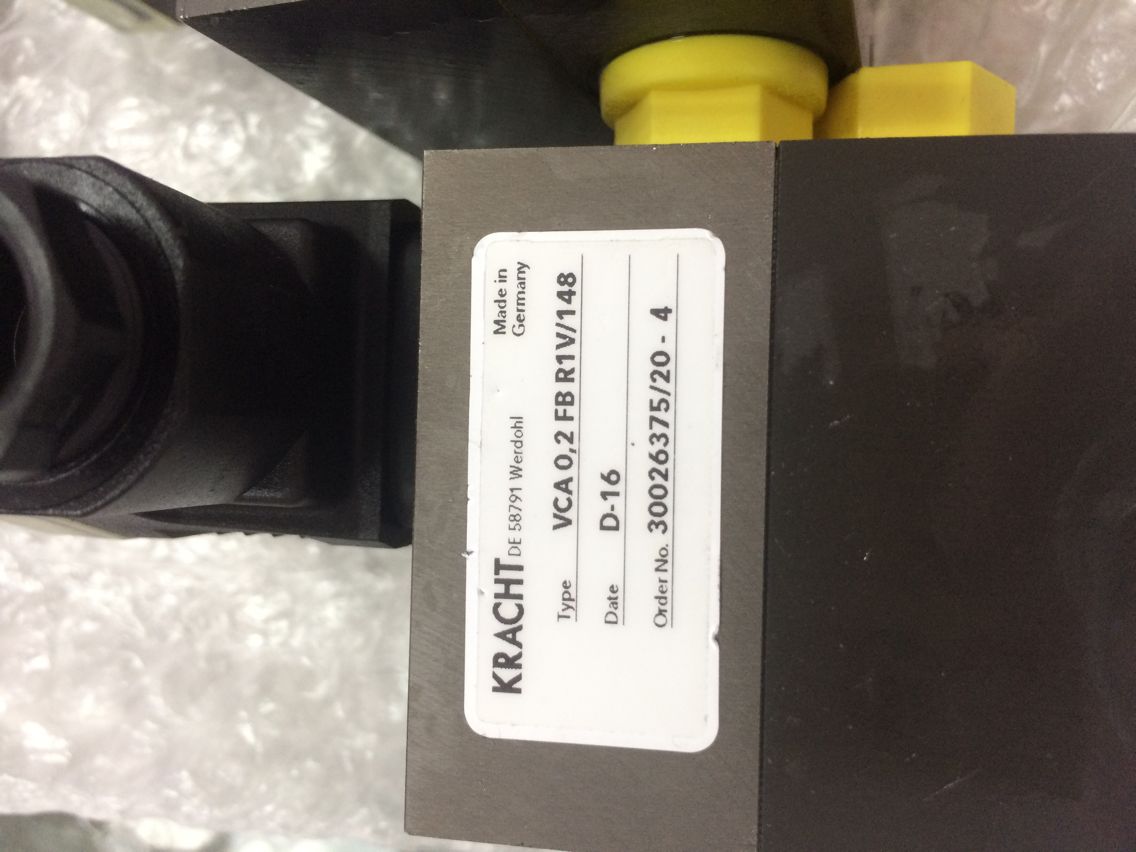 KRACHT DE 58791 Werdohl Made in
Germany
Type VCA 0,2 FB R1V/148
Date D-16
Order No. 30026375/20 - 4